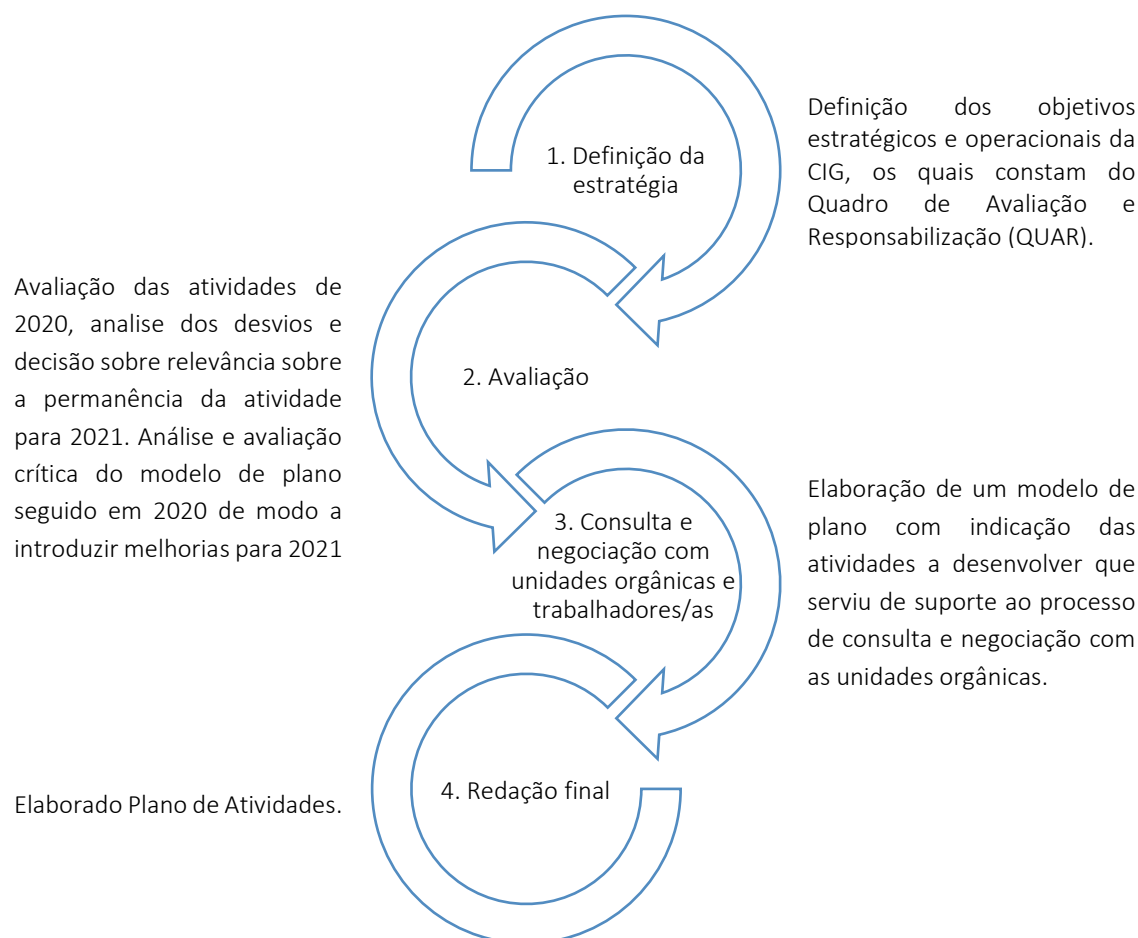 1. Definição da
estratégia
Definição dos objetivos
estratégicos e operacionais da
CIG, os quais constam do
Quadro de Avaliação e
Responsabilização (QUAR).
Avaliação das atividades de
2020, analise dos desvios e
decisão sobre relevância sobre
a permanência da atividade
para 2021. Análise e avaliação
crítica do modelo de plano
seguido em 2020 de modo a
introduzir melhorias para 2021
2. Avaliação
3. Consulta e
negociação com
unidades orgânicas e
trabalhadores/as
Elaboração de um modelo de
plano com indicação das
atividades a desenvolver que
serviu de suporte ao processo
de consulta e negociação com
as unidades orgânicas.
Elaborado Plano de Atividades.
4. Redação final